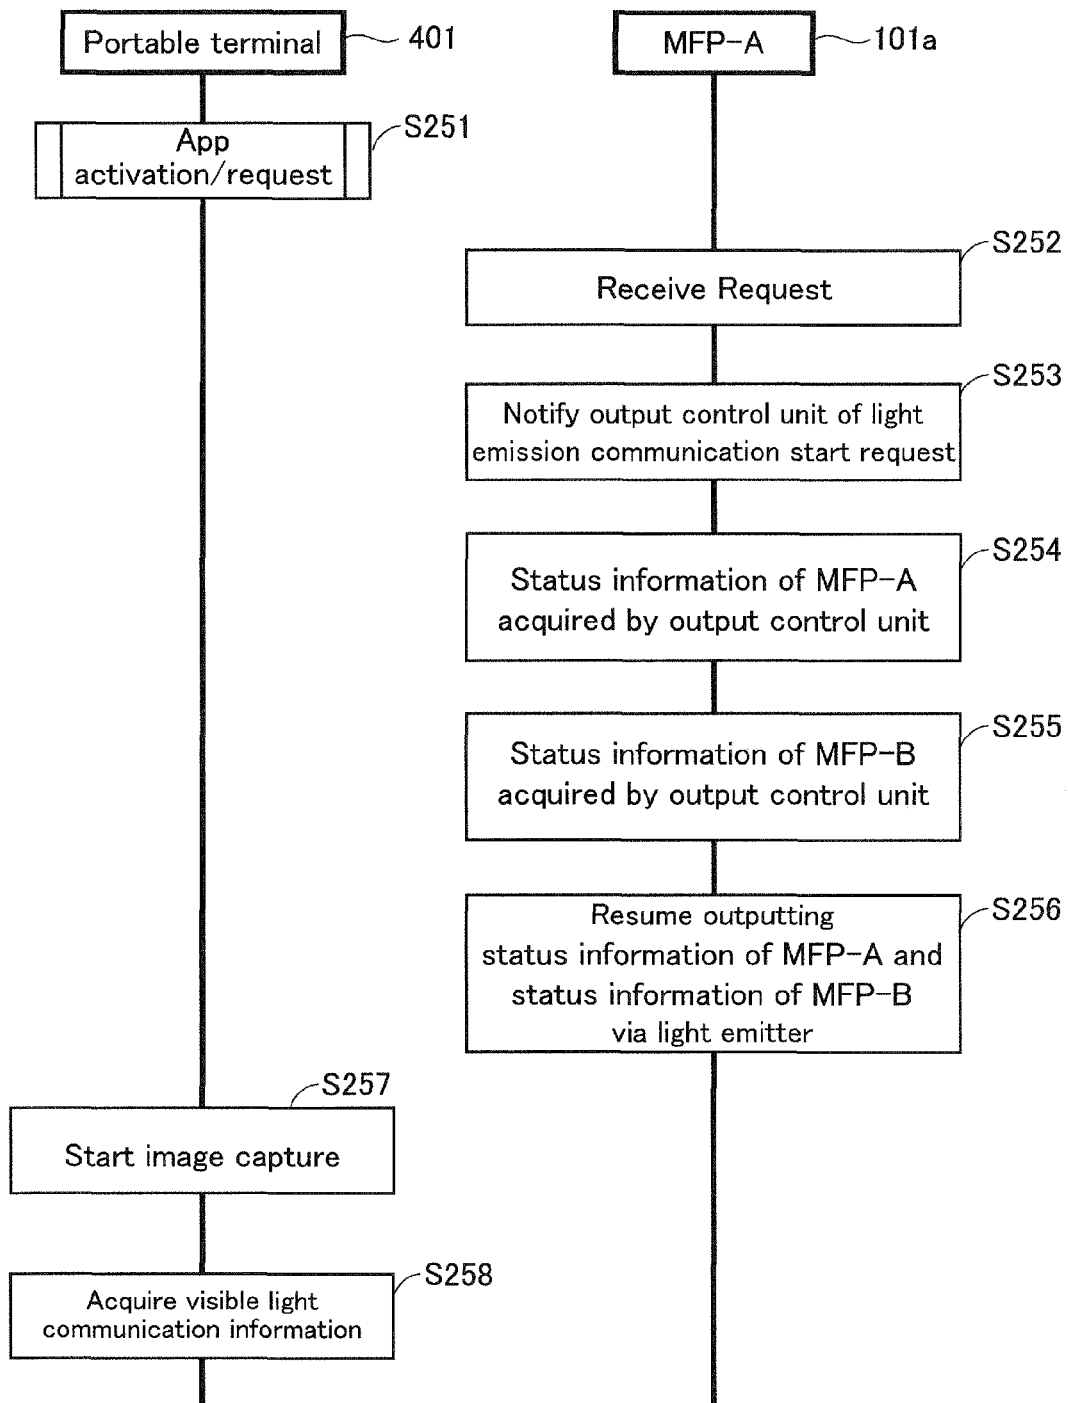 Portable terminal
401
MFP-A
101a
App
activation/request
S251
S252
Receive Request
S253
Notify output control unit of light
emission communication start request
S254
Status information of MFP-A
acquired by output control unit
S255
Status information of MFP-B
acquired by output control unit
S256
Resume outputting
status information of MFP-A and
status information of MFP-B
via light emitter
S257
Start image capture
S258
Acquire visible light
communication information